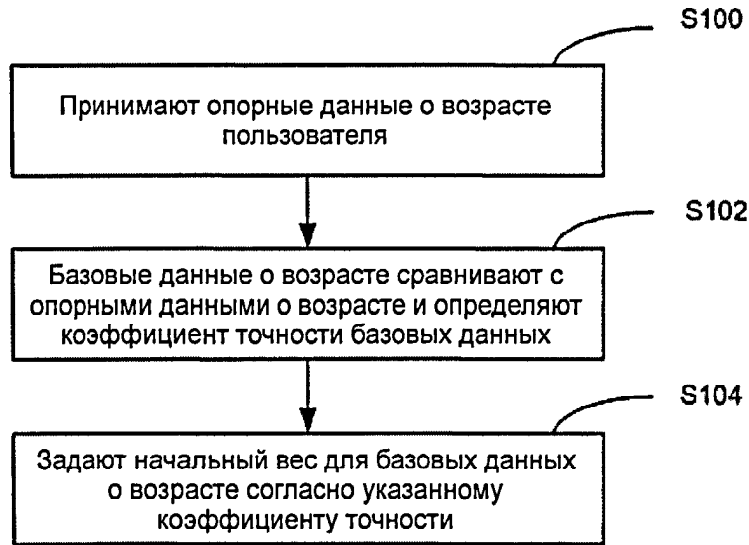 S100
Принимают опорные данные о возрасте
пользователя
S102
Базовые данные о возрасте сравнивают с
опорными данными о возрасте и определяют
коэффициент точности базовых данных
S104
Задают начальный вес для базовых данных
о возрасте согласно указанному
коэффициенту точности